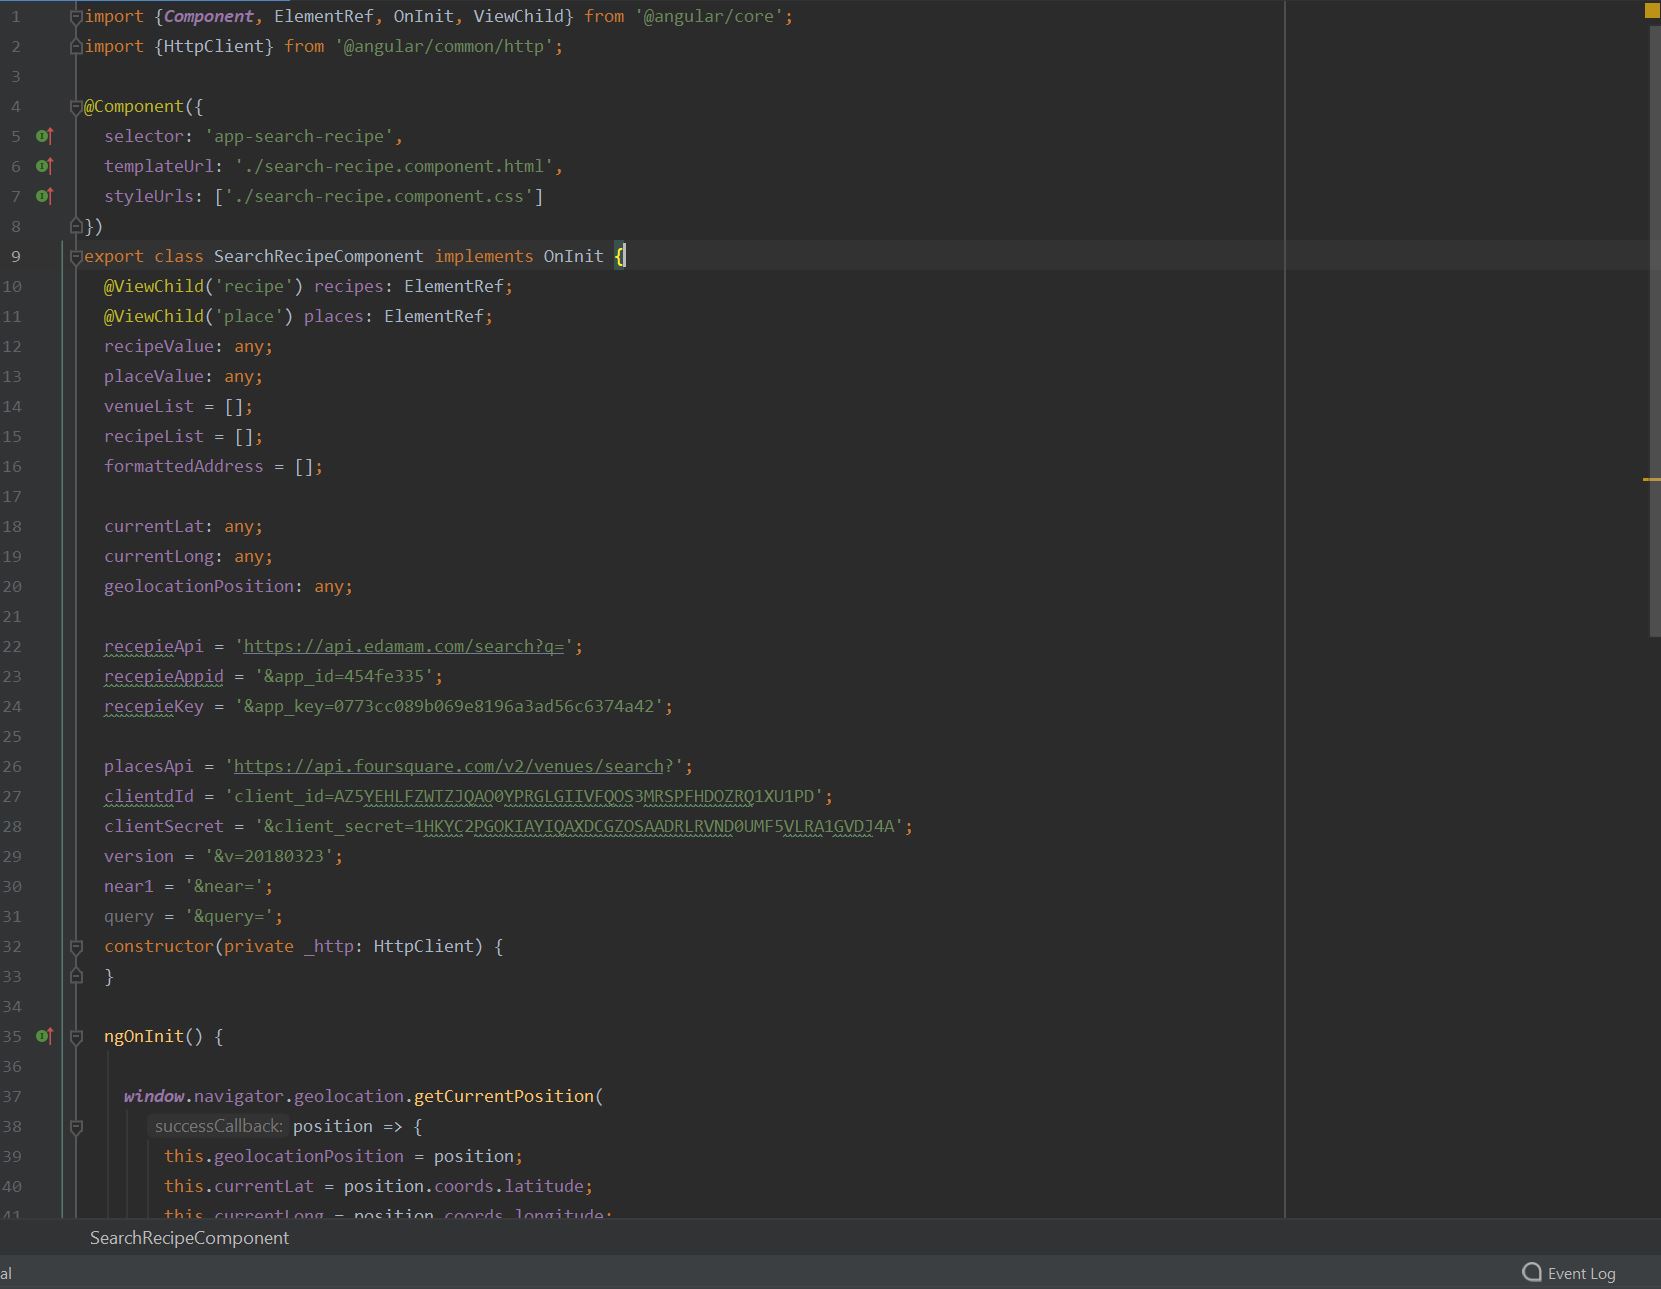 1 import {Component, ElementRef, OnInit, ViewChild} from '@angular/core';
2 import {HttpClient} from '@angular/common/http';
3
4 @Component({
5 selector: 'app-search-recipe',
6 templateUrl: './search-recipe.component.html',
7 styleUrls: ['./search-recipe.component.css']
8 })
9 export class SearchRecipeComponent implements OnInit {
10 @ViewChild('recipe') recipes: ElementRef;
11 @ViewChild('place') places: ElementRef;
12 recipeValue: any;
13 placeValue: any;
14 venueList = [];
15 recipeList = [];
16 formattedAddress = [];
17
18 currentLat: any;
19 currentLong: any;
20 geolocationPosition: any;
21
22 recepieApi = 'https://api.edamam.com/search?q=';
23 recepieAppid = '&app_id=454fe335';
24 recepieKey = '&app_key=0773cc089b069e8196a3ad56c6374a42';
25
26 placesApi = 'https://api.foursquare.com/v2/venues/search?';
27 clientdId = 'client_id=AZ5YEHLFZWTZJQAO0YPRGLGIIVFQOS3MRSPFHDOZRQ1XU1PD';
28 clientSecret = '&client_secret=1HKYC2PGOKIAYIQAXDCGZOSAADRLRVND0UMF5VLRA1GVDJ4A';
29 version = '&v=20180323';
30 near1 = '&near=';
31 query = '&query=';
32 constructor(private _http: HttpClient) {
33 }
34
35 ngOnInit() {
36
37 window.navigator.geolocation.getCurrentPosition(
38 successCallback: position => {
39 this.geolocationPosition = position;
40 this.currentLat = position.coords.latitude;
41 this.currentLong = position.coords.longitude;
SearchRecipeComponent
al
Event Log